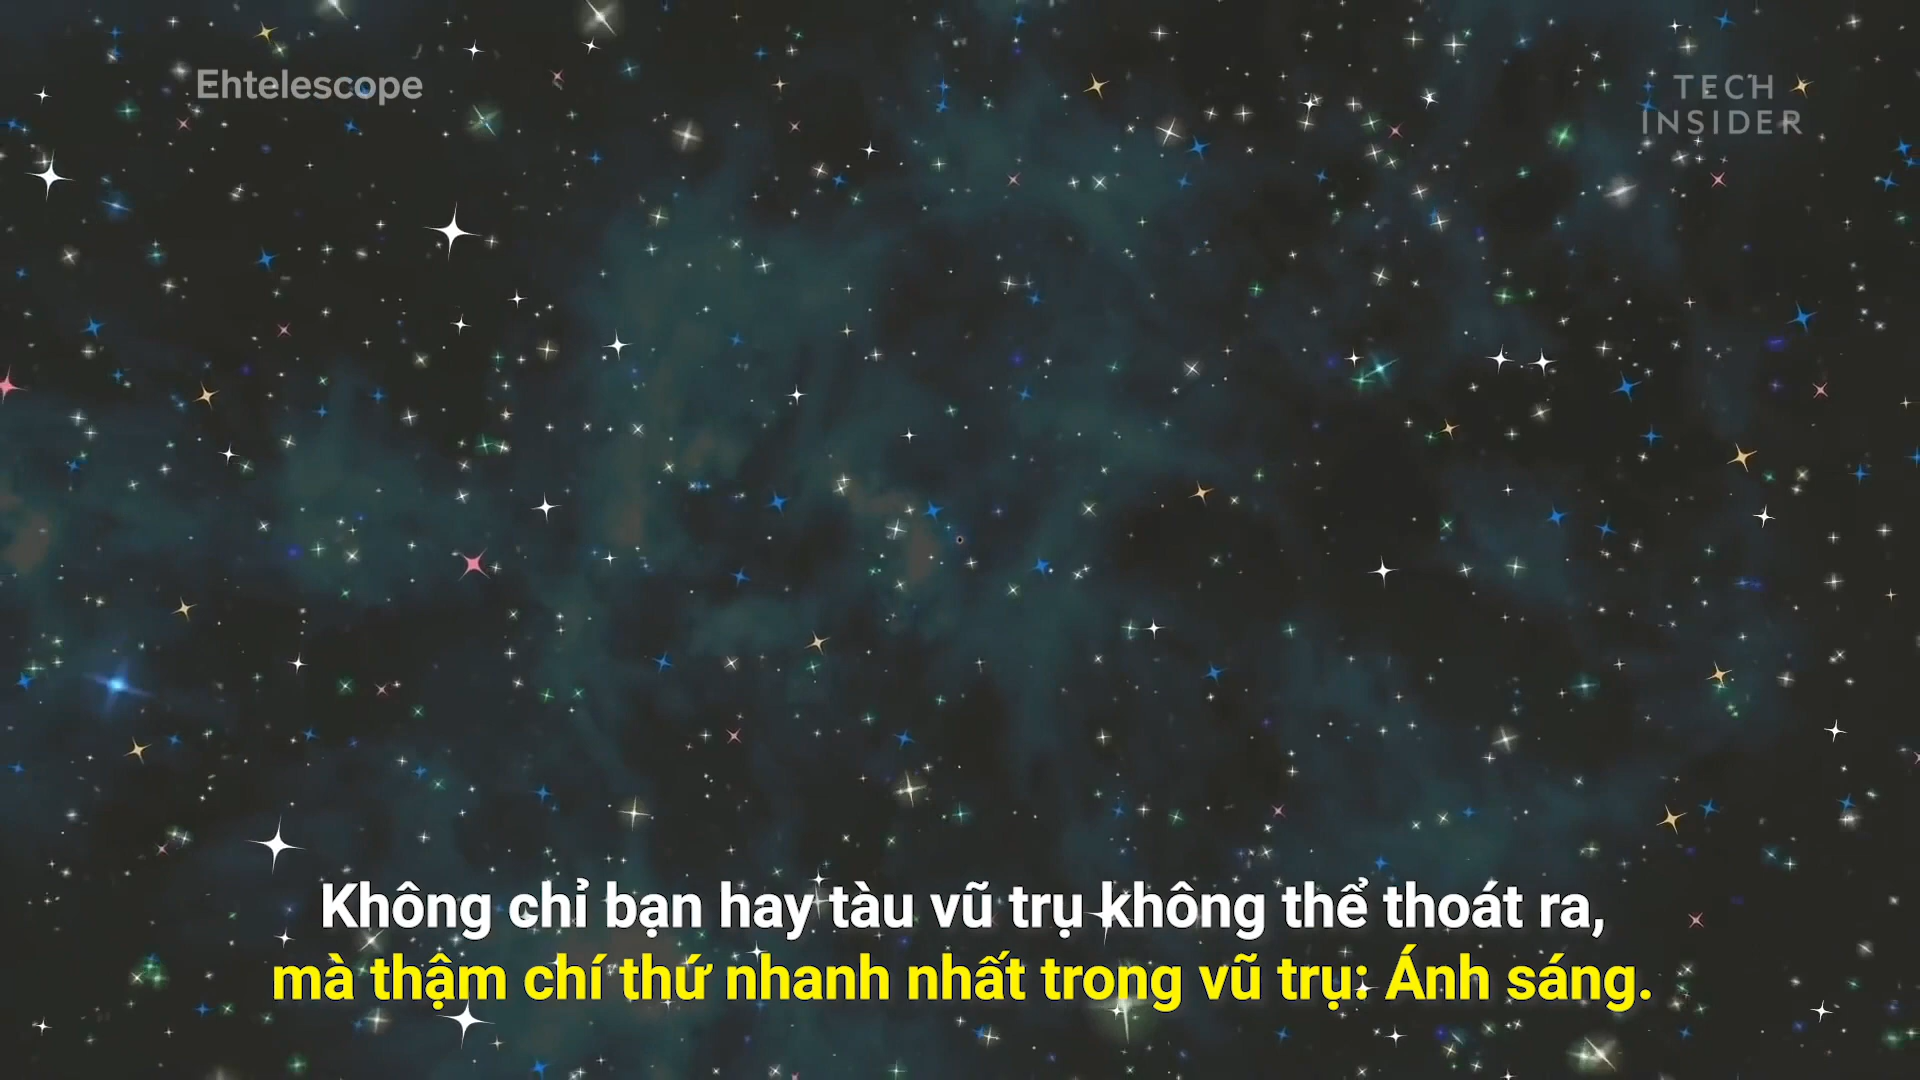 Ehtelescope
TECH
INSIDER
Không chỉ bạn hay tàu vũ trụ không thể thoát ra,
mà thậm chí thứ nhanh nhất trong vũ trụ: Ánh sáng.